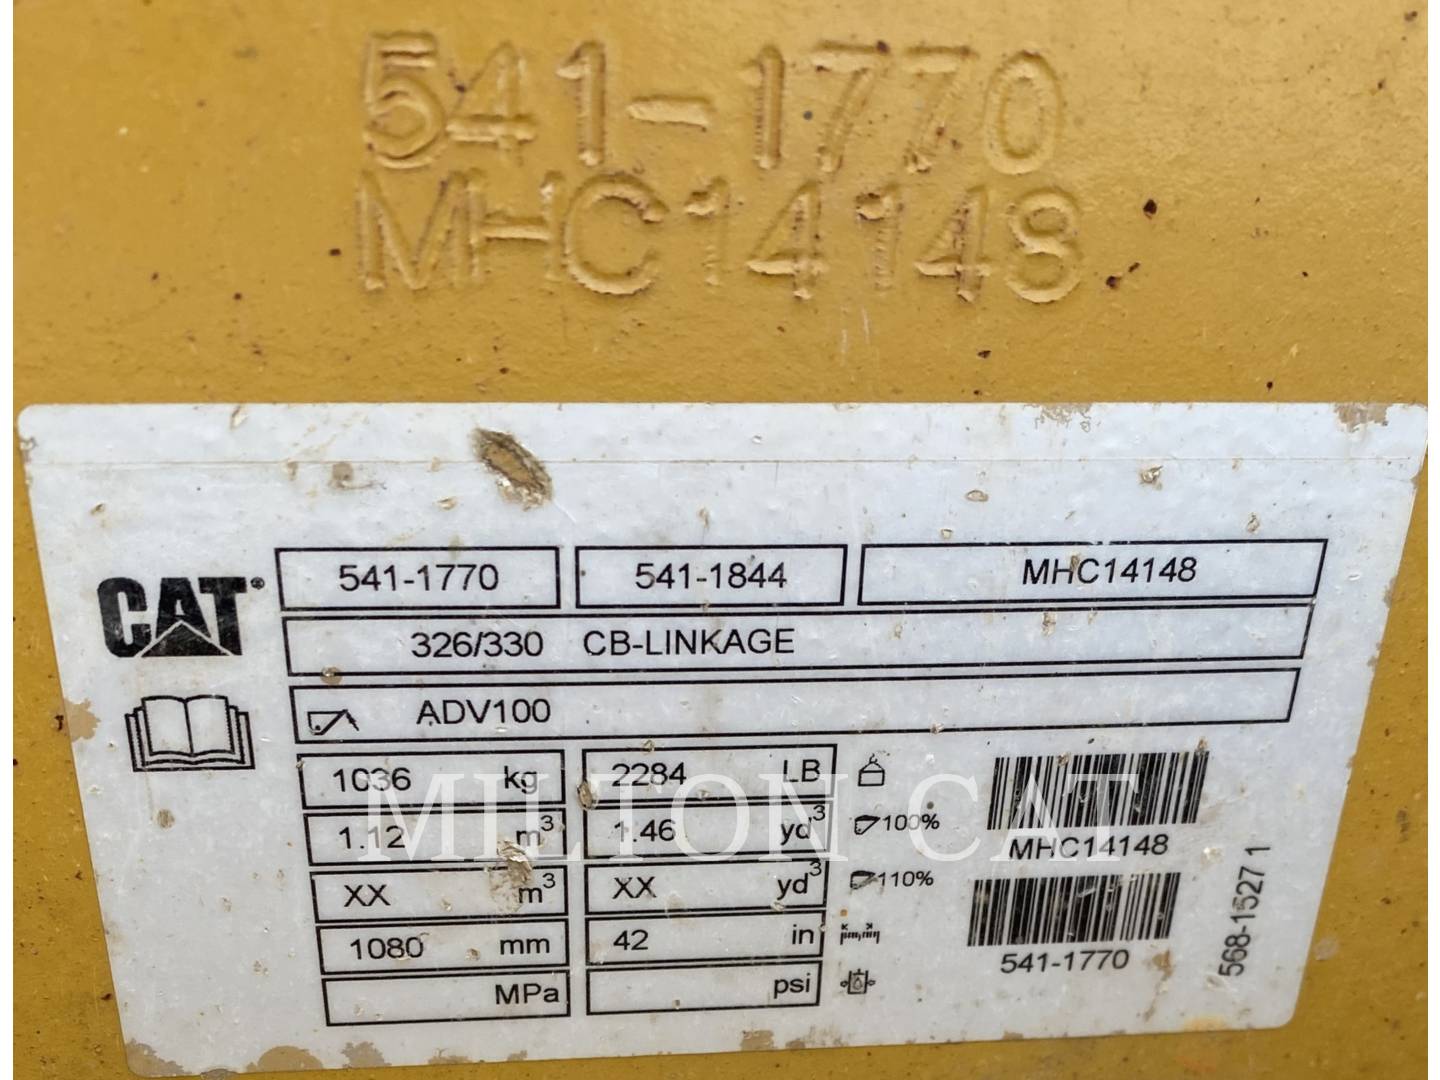 541-1770
MHC14148
CAT®
541-1770 541-1844 MHC14148
326/330 CB-LINKAGE
ADV100
1036 kg 2284 LB
1.12 m³ 1.46 yd³ 100%
XX m³ XX yd³ 110%
1080 mm 42 in
MPa psi
MHC14148
541-1770
568-1527 1
MILTON CAT